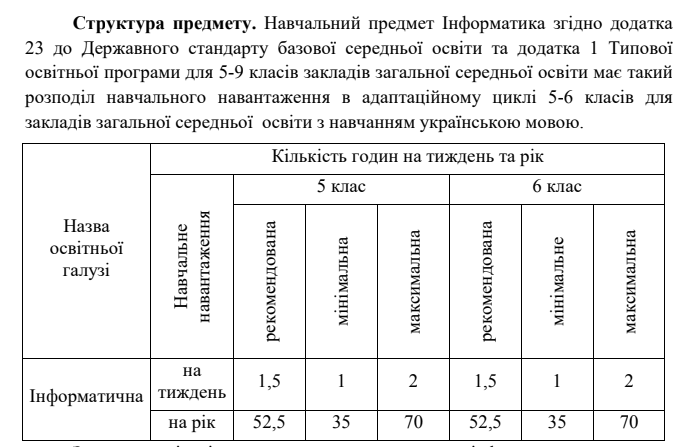 Структура предмету. Навчальний предмет Інформатика згідно додатка
23 до Державного стандарту базової середньої освіти та додатка 1 Типової
освітньої програми для 5-9 класів закладів загальної середньої освіти має такий
розподіл навчального навантаження в адаптаційному циклі 5-6 класів для
закладів загальної середньої освіти з навчанням українською мовою.
Назва
освітньої
галузі
Кількість годин на тиждень та рік
Навчальне
навантаження
5 клас
6 клас
рекомендована
мінімальна
максимальна
рекомендована
мінімальне
максимальна
Інформатична
на
тиждень
1,5
1
2
1,5
1
2
на рік
52,5
35
70
52,5
35
70